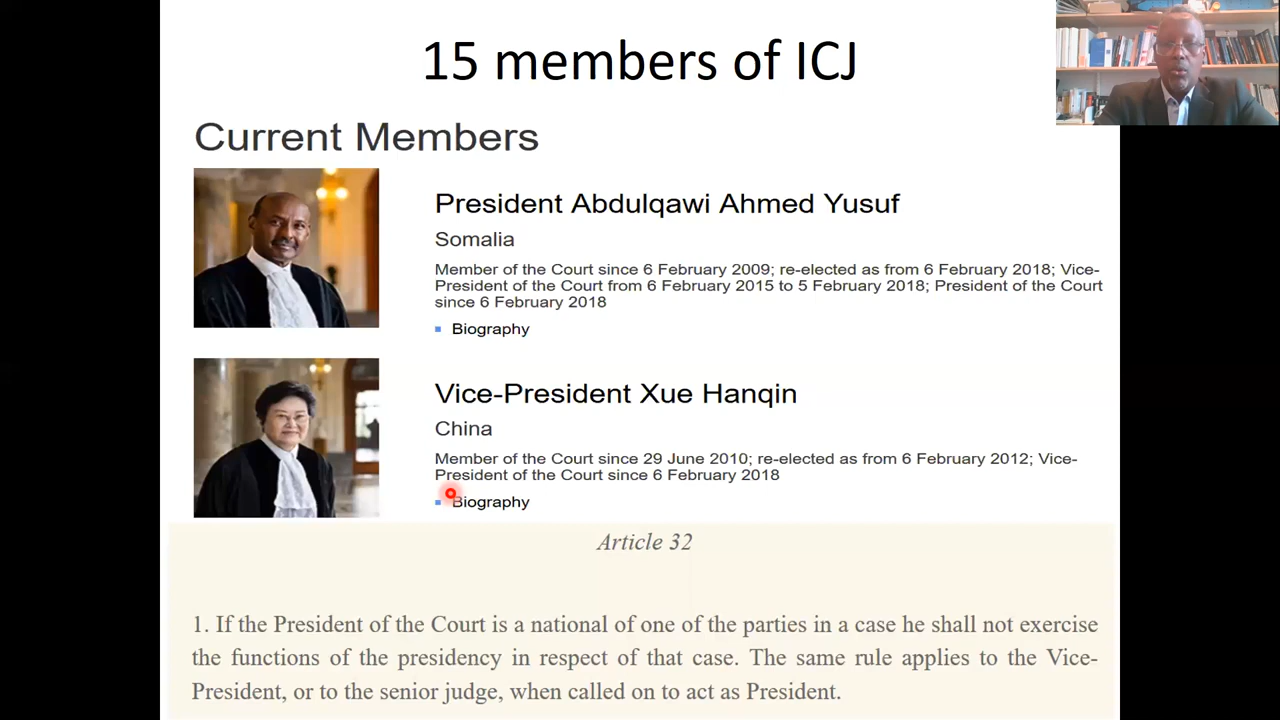 15 members of ICJ
Current Members
President Abdulqawi Ahmed Yusuf
Somalia
Member of the Court since 6 February 2009; re-elected as from 6 February 2018; Vice-
President of the Court from 6 February 2015 to 5 February 2018; President of the Court
since 6 February 2018
Biography
Vice-President Xue Hanqin
China
Member of the Court since 29 June 2010; re-elected as from 6 February 2012; Vice-
President of the Court since 6 February 2018
Biography
Article 32
1. If the President of the Court is a national of one of the parties in a case he shall not exercise
the functions of the presidency in respect of that case. The same rule applies to the Vice-
President, or to the senior judge, when called on to act as President.